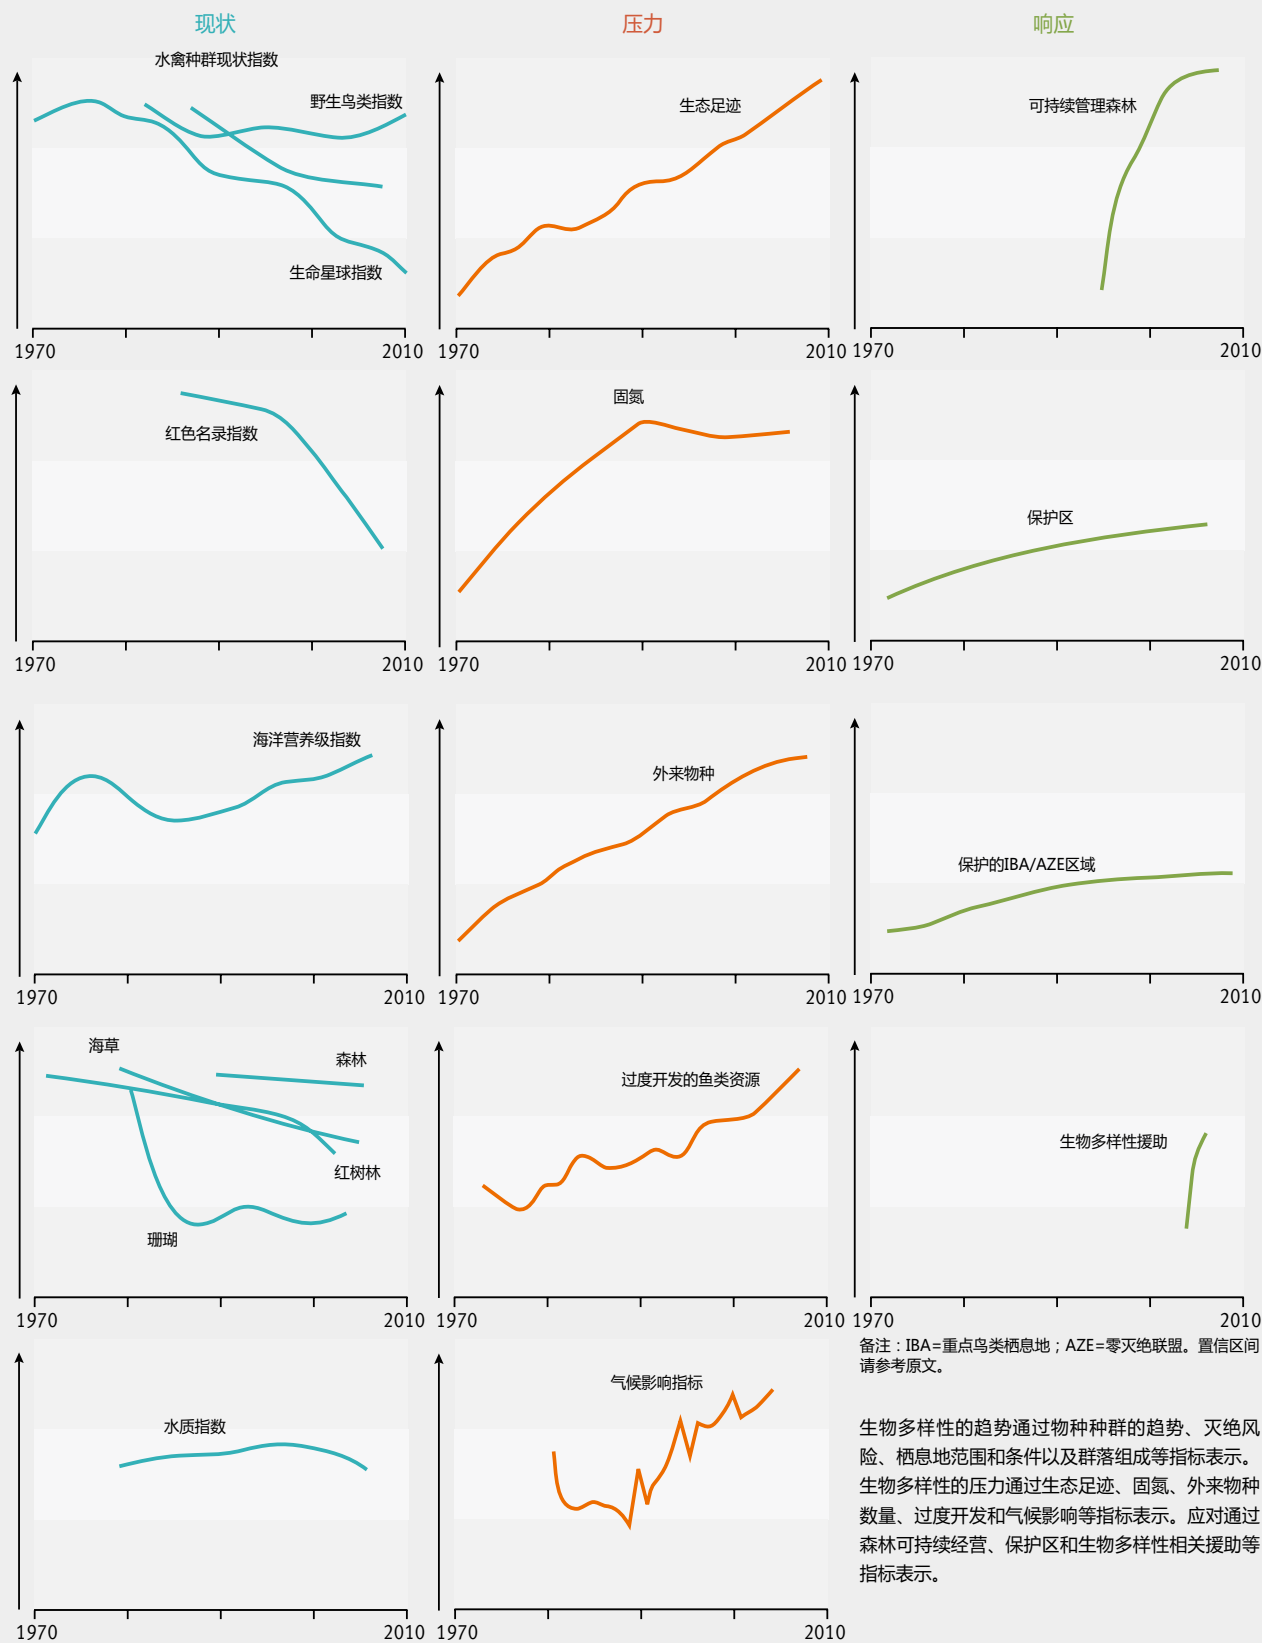 现状
压力
响应
水禽种群现状指数
野生鸟类指数
生命星球指数
1970
2010
生态足迹
1970
2010
可持续管理森林
1970
2010
红色名录指数
1970
2010
固氮
1970
2010
保护区
1970
2010
海洋营养级指数
1970
2010
外来物种
1970
2010
保护的IBA/AZE区域
1970
2010
海草
森林
红树林
珊瑚
1970
2010
过度开发的鱼类资源
1970
2010
生物多样性援助
1970
2010
水质指数
1970
2010
气候影响指标
1970
2010
备注：IBA=重点鸟类栖息地；AZE=零灭绝联盟。置信区间
请参考原文。
生物多样性的趋势通过物种种群的趋势、灭绝风
险、栖息地范围和条件以及群落组成等指标表示。
生物多样性的压力通过生态足迹、固氮、外来物种
数量、过度开发和气候影响等指标表示。应对通过
森林可持续经营、保护区和生物多样性相关援助等
指标表示。